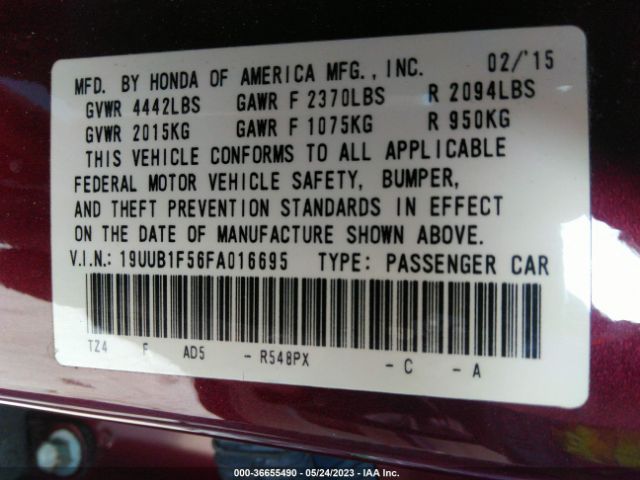 MFD. BY HONDA OF AMERICA MFG., INC. 02/'15
GVWR 4442LBS GAWR F 2370LBS R 2094LBS
GVWR 2015KG GAWR F 1075KG R 950KG
THIS VEHICLE CONFORMS TO ALL APPLICABLE
FEDERAL MOTOR VEHICLE SAFETY, BUMPER,
AND THEFT PREVENTION STANDARDS IN EFFECT
ON THE DATE OF MANUFACTURE SHOWN ABOVE.
V.I.N.: 19UUB1F56FA016695 TYPE: PASSENGER CAR
TZ4 F AD5 - R548PX - C - A
000-36655490 - 05/24/2023 - IAA Inc.